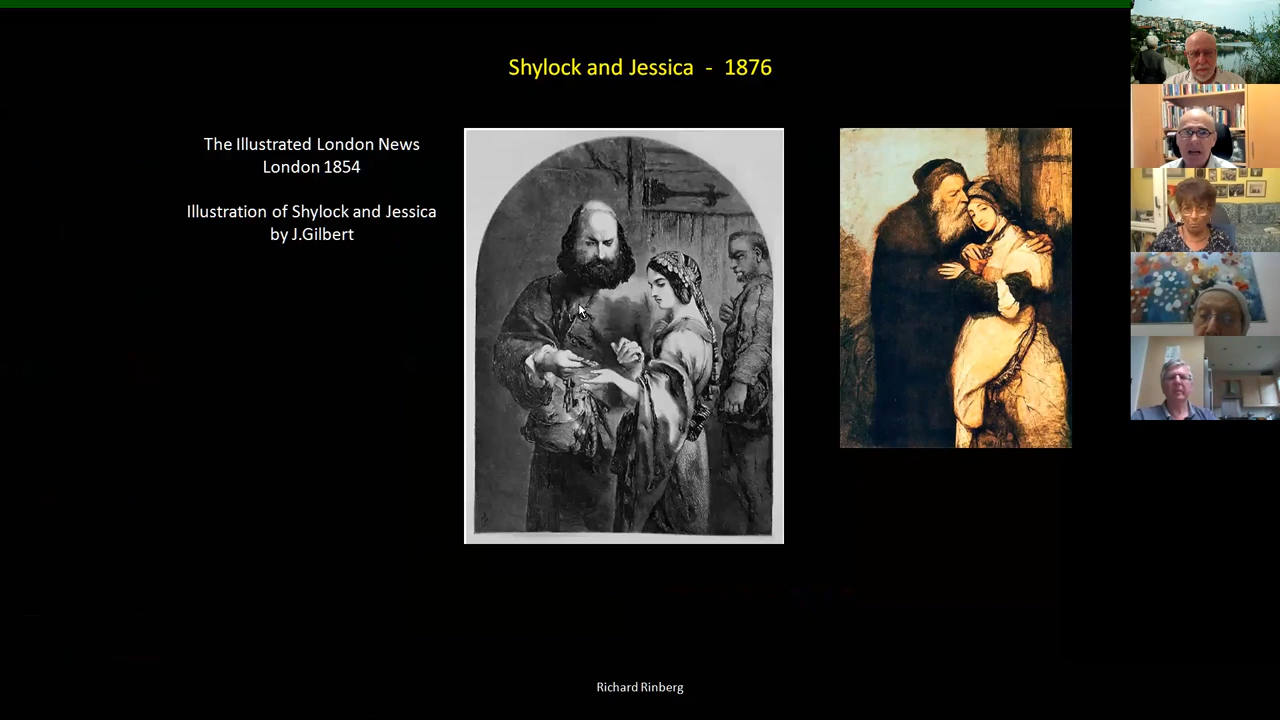 Shylock and Jessica - 1876
The Illustrated London News
London 1854
Illustration of Shylock and Jessica
by J.Gilbert
Richard Rinberg